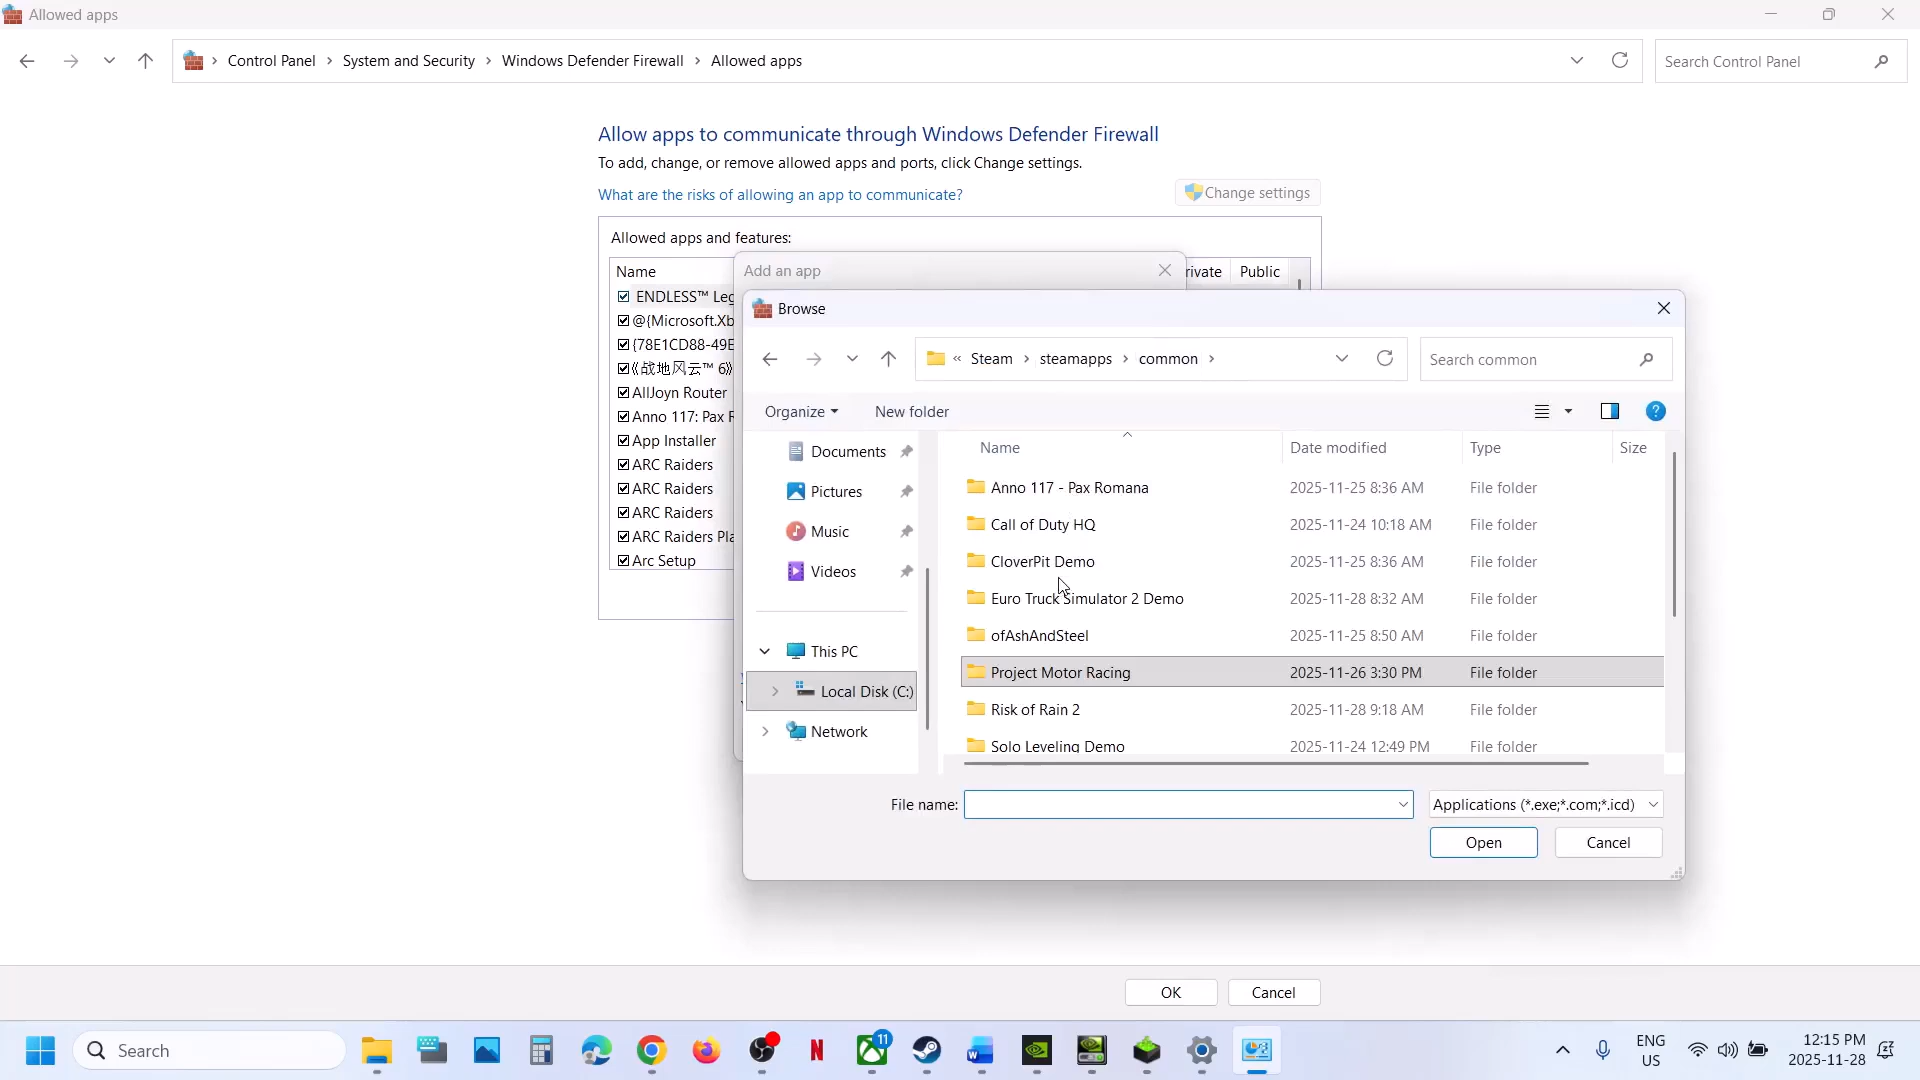 Allowed apps
Control Panel > System and Security > Windows Defender Firewall > Allowed apps
Search Control Panel
Allow apps to communicate through Windows Defender Firewall
To add, change, or remove allowed apps and ports, click Change settings.
What are the risks of allowing an app to communicate?
Change settings
Allowed apps and features:
Name
rivate
Public
ENDLESS™ Leg
@{Microsoft.Xb
{78E1CD88-49E
《战地风云™ 6》
AllJoyn Router
Anno 117: Pax R
App Installer
ARC Raiders
ARC Raiders
ARC Raiders
ARC Raiders Pla
Arc Setup
Add an app
Browse
« Steam > steamapps > common >
Search common
Organize
New folder
Documents
Pictures
Music
Videos
This PC
Local Disk (C:)
Network
Name Date modified Type Size
Anno 117 - Pax Romana 2025-11-25 8:36 AM File folder
Call of Duty HQ 2025-11-24 10:18 AM File folder
CloverPit Demo 2025-11-25 8:36 AM File folder
Euro Truck Simulator 2 Demo 2025-11-28 8:32 AM File folder
ofAshAndSteel 2025-11-25 8:50 AM File folder
Project Motor Racing 2025-11-26 3:30 PM File folder
Risk of Rain 2 2025-11-28 9:18 AM File folder
Solo Leveling Demo 2025-11-24 12:49 PM File folder
File name:
Applications (*.exe;*.com;*.icd)
Open
Cancel
OK
Cancel
Search
11
ENG
US
12:15 PM
2025-11-28